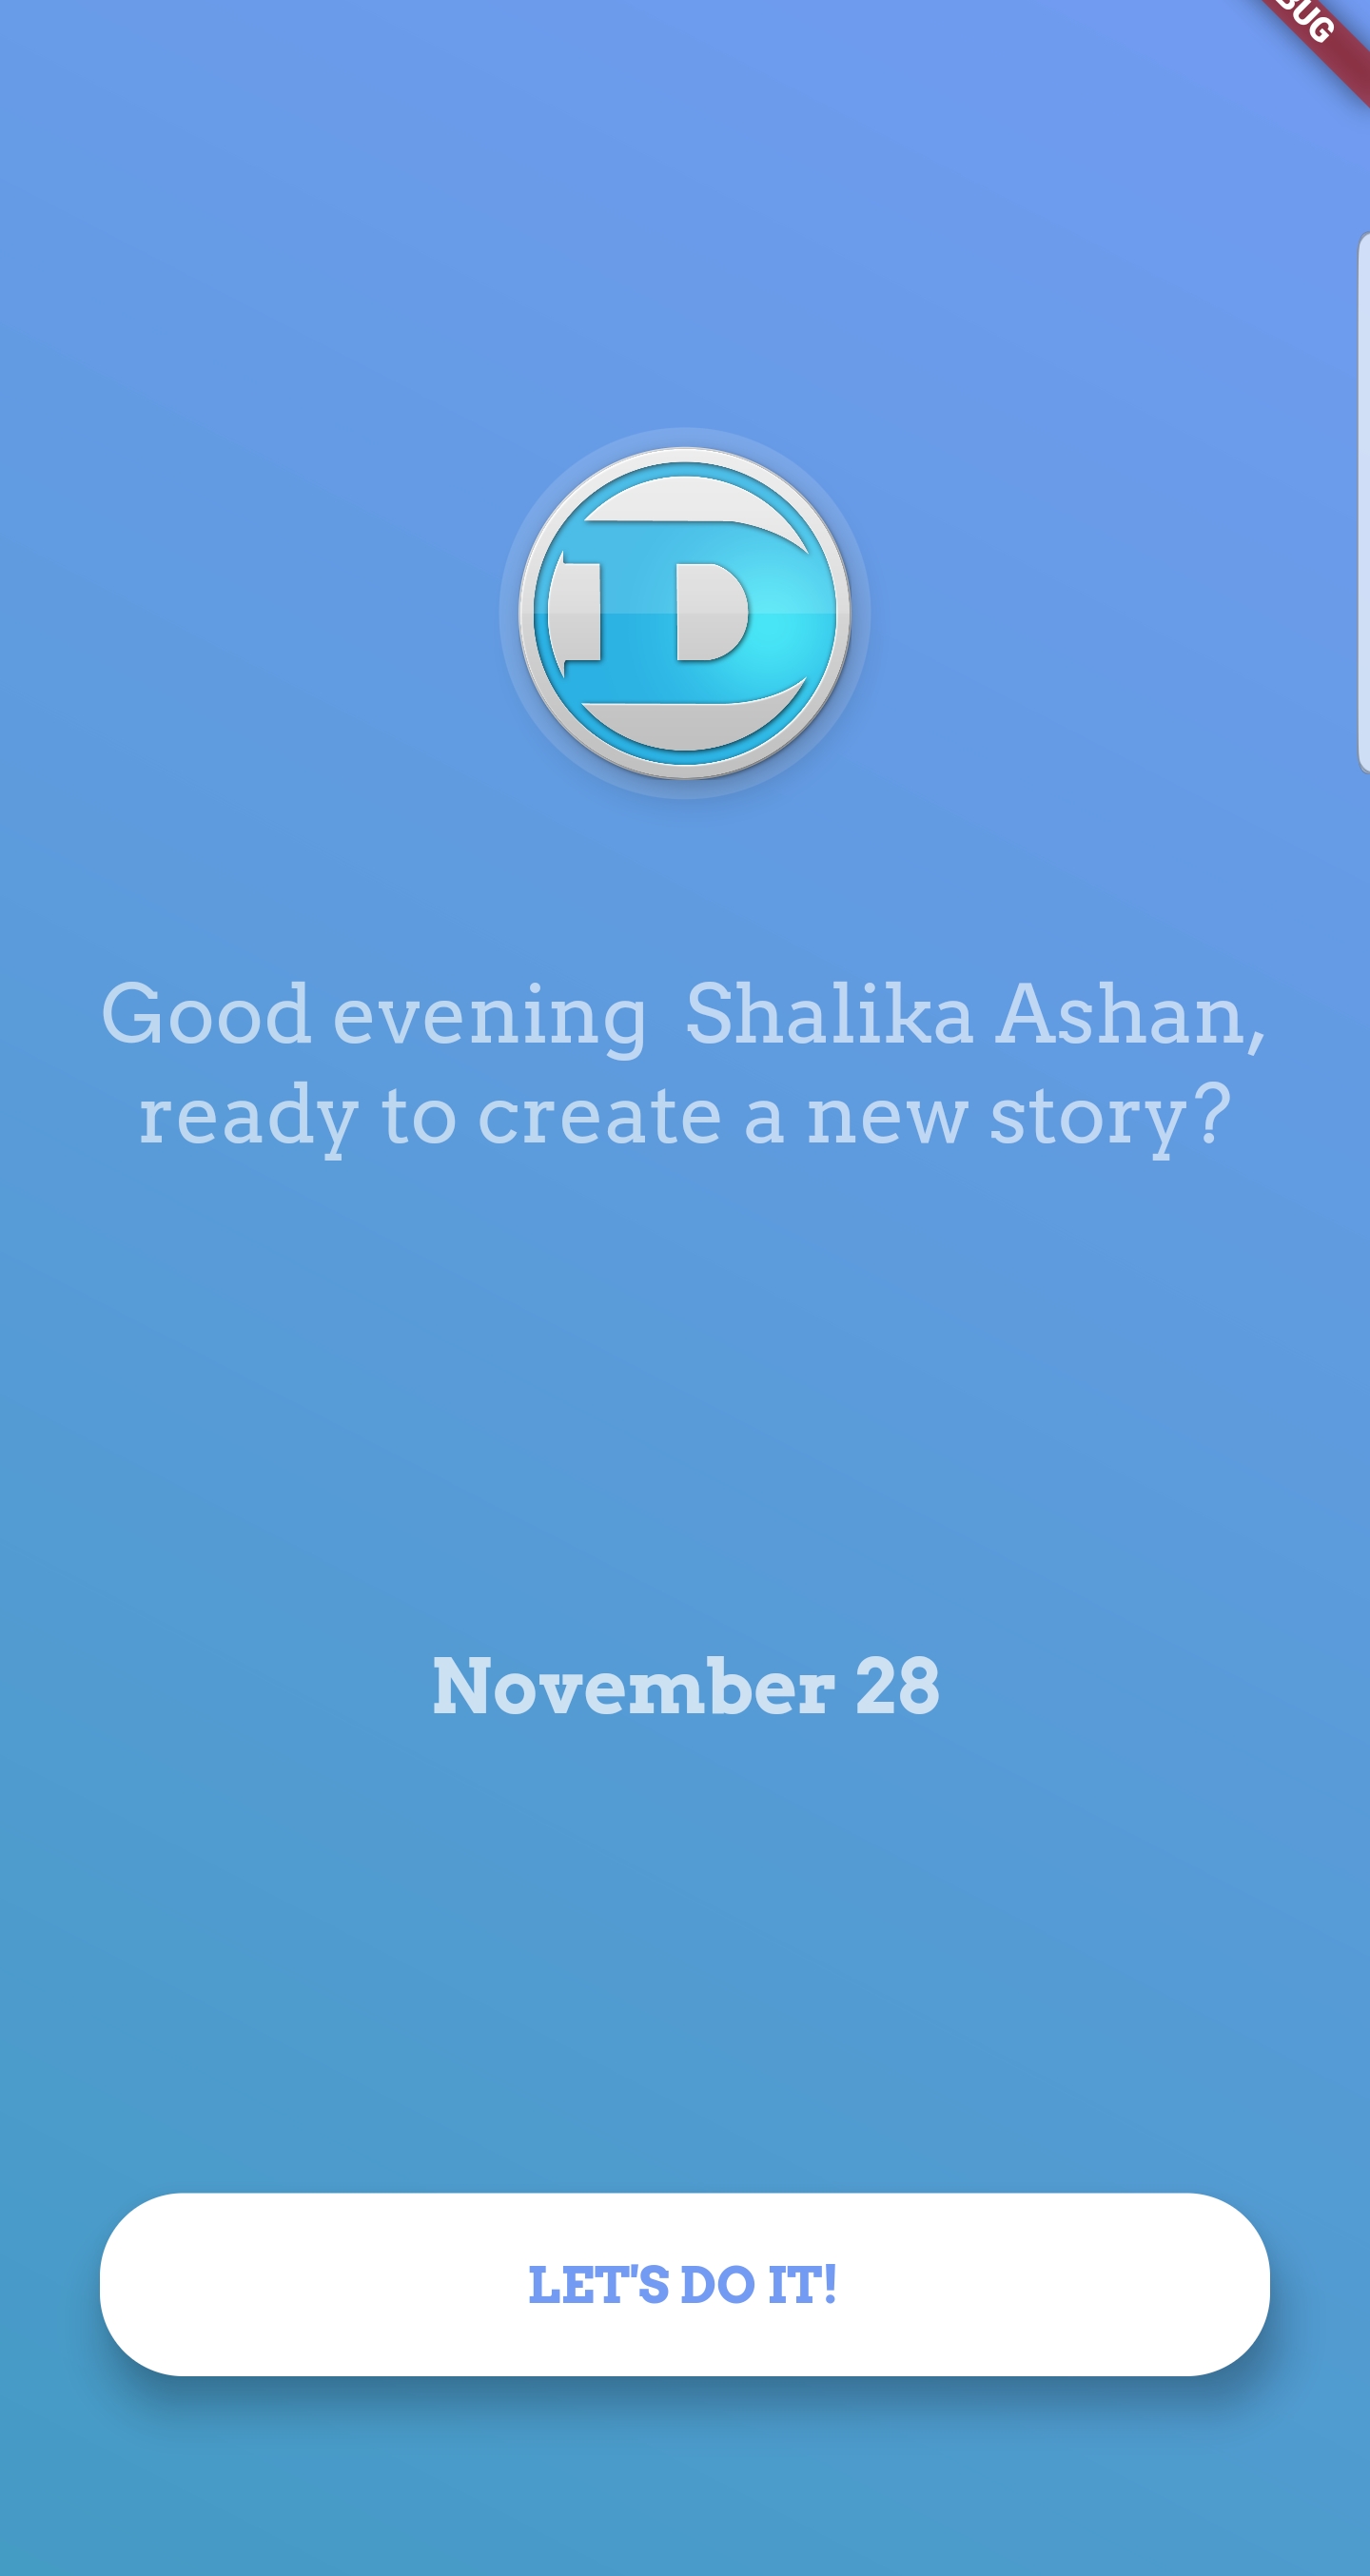 BUG
D
Good evening  Shalika Ashan,
ready to create a new story?
November 28
LET'S DO IT!